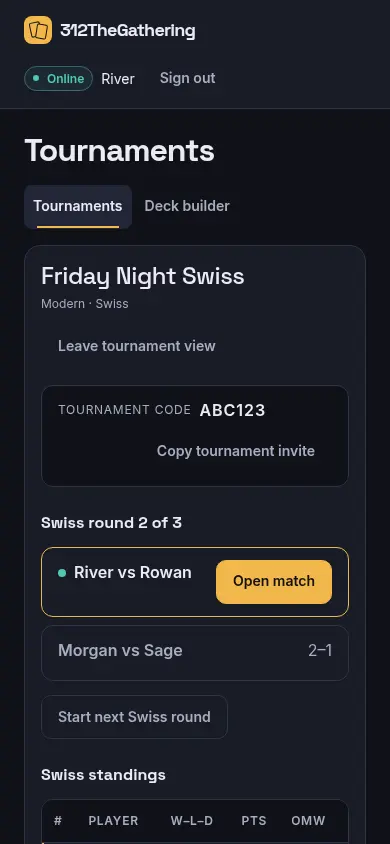 312TheGathering
Online River Sign out
Tournaments
Tournaments Deck builder
Friday Night Swiss
Modern · Swiss
Leave tournament view
TOURNAMENT CODE ABC123
Copy tournament invite
Swiss round 2 of 3
River vs Rowan Open match
Morgan vs Sage 2–1
Start next Swiss round
Swiss standings
# PLAYER W–L–D PTS OMW